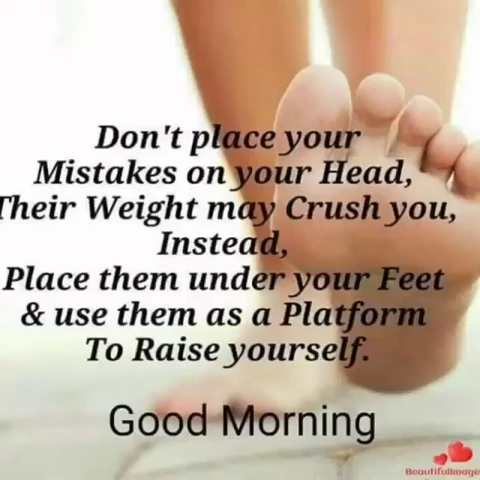 Don't place your
Mistakes on your Head,
Their Weight may Crush you,
Instead,
Place them under your Feet
& use them as a Platform
To Raise yourself.
Good Morning
BeautifulImage